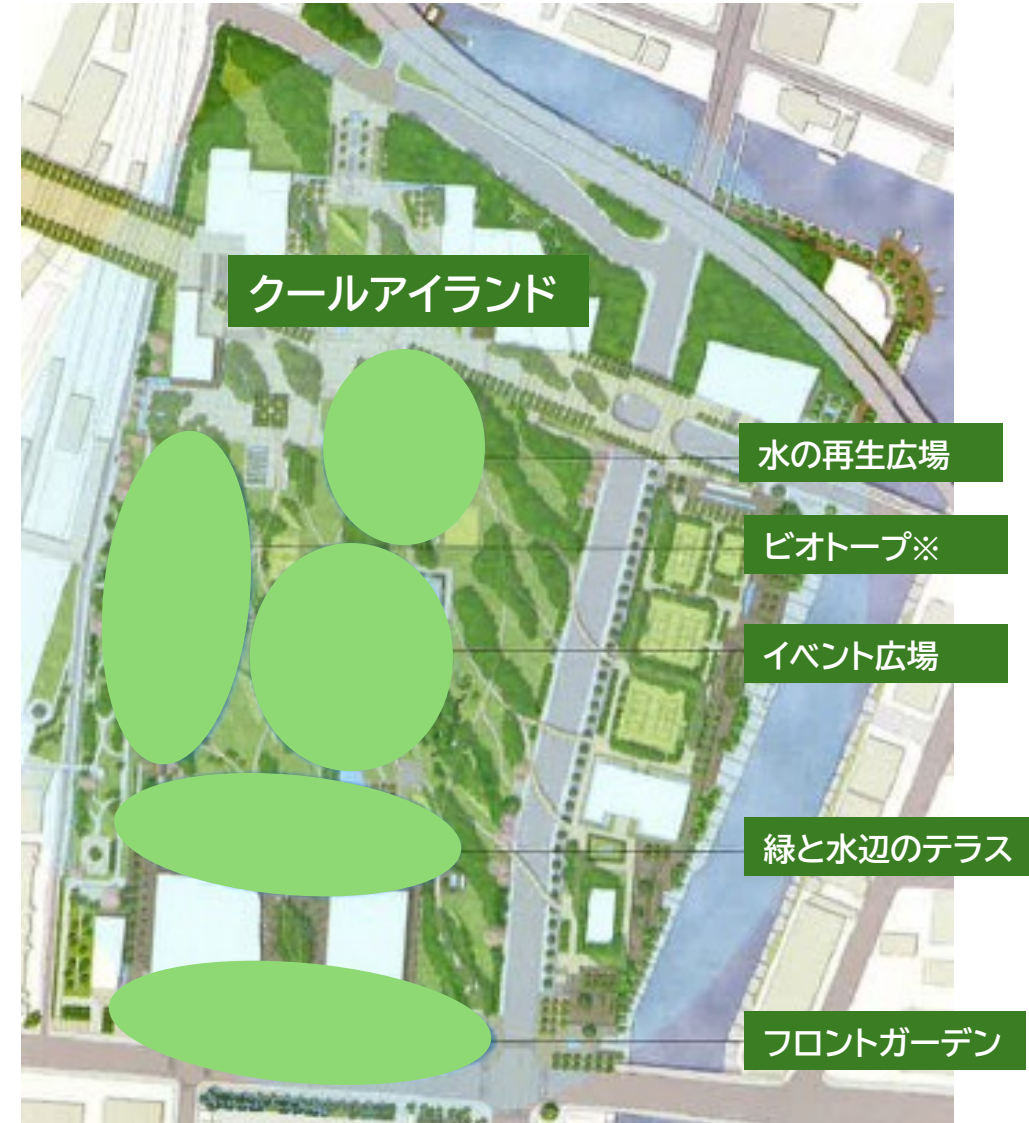 クールアイランド
水の再生広場
ビオトープ※
イベント広場
緑と水辺のテラス
フロントガーデン